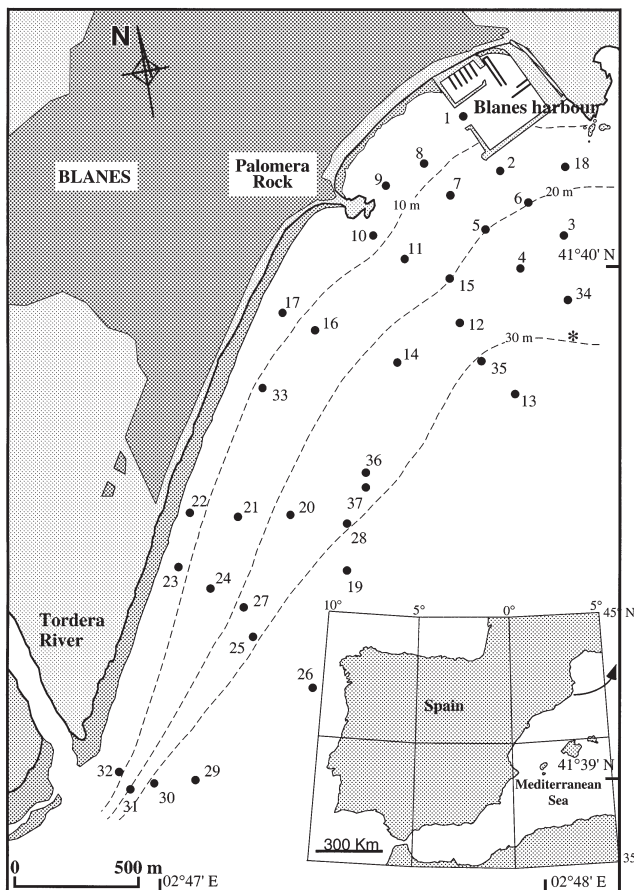 N
Blanes harbour
1
BLANES
Palomera
Rock
8
2
18
9
7
10 m
6
20 m
5
3
10
11
4
41°40' N
15
34
17
16
12
*
30 m
14
35
33
13
36
37
22
21
20
28
23
24
19
27
25
Tordera
River
10°
5°
0°
5°
45° N
26
Spain
41°39' N
Mediterranean
Sea
32
31
30
29
300 Km
35
0
500 m
02°47' E
02°48' E